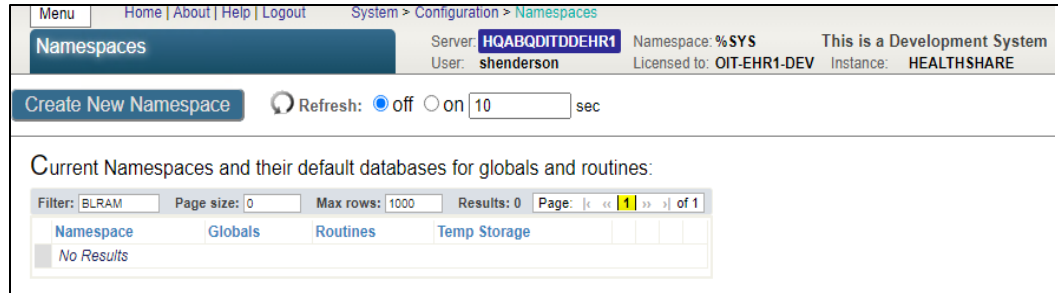 Menu Home | About | Help | Logout System > Configuration > Namespaces
Namespaces Server: HQABQDITDDEHR1 Namespace: %SYS This is a Development System
User: shenderson Licensed to: OIT-EHR1-DEV Instance: HEALTHSHARE
Create New Namespace Refresh: off on 10 sec
Current Namespaces and their default databases for globals and routines:
Filter: BLRAM Page size: 0 Max rows: 1000 Results: 0 Page: |‹ ‹‹ 1 ›› ›| of 1
Namespace Globals Routines Temp Storage
No Results